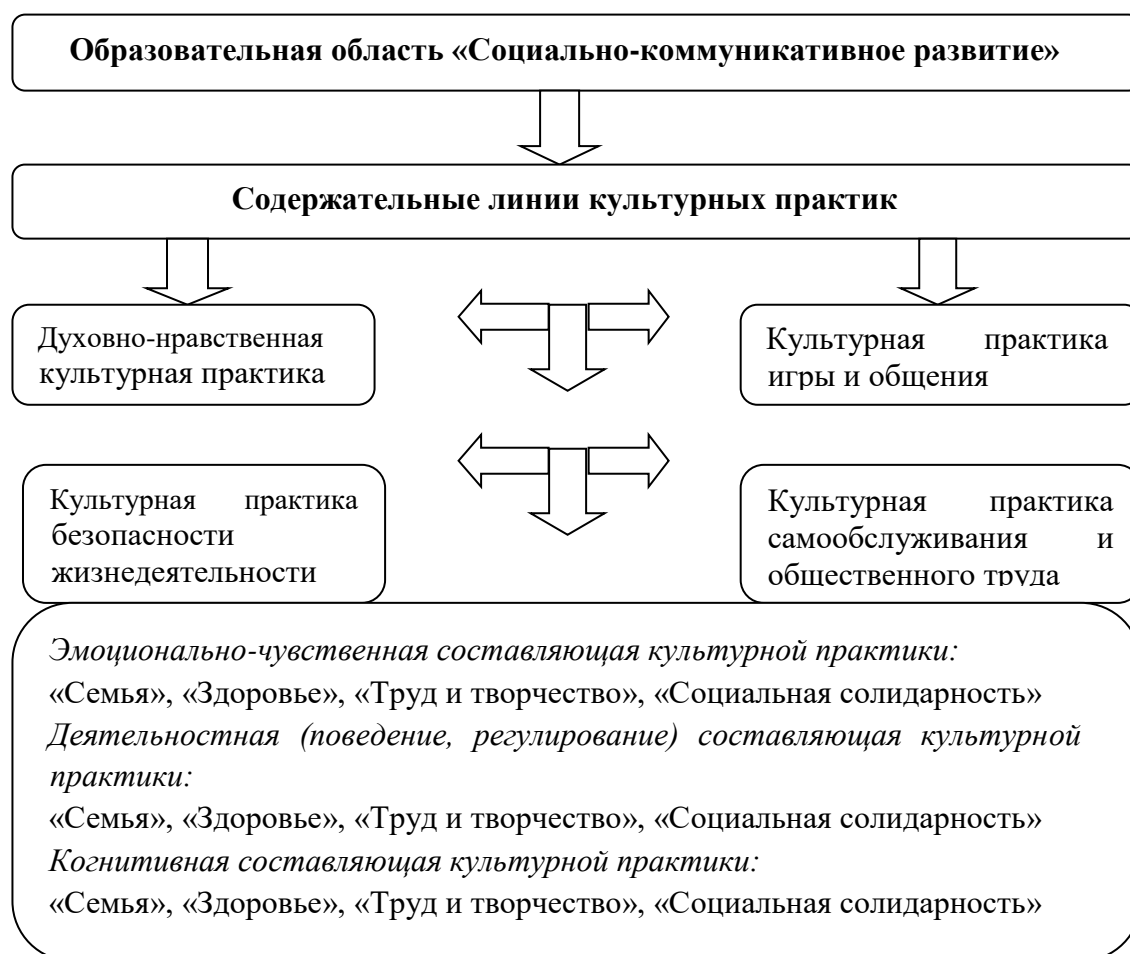 Образовательная область «Социально-коммуникативное развитие»
Содержательные линии культурных практик
Духовно-нравственная
культурная практика
Культурная практика
игры и общения
Культурная практика
безопасности
жизнедеятельности
Культурная практика
самообслуживания и
общественного труда
Эмоционально-чувственная составляющая культурной практики:
«Семья», «Здоровье», «Труд и творчество», «Социальная солидарность»
Деятельностная (поведение, регулирование) составляющая культурной
практики:
«Семья», «Здоровье», «Труд и творчество», «Социальная солидарность»
Когнитивная составляющая культурной практики:
«Семья», «Здоровье», «Труд и творчество», «Социальная солидарность»